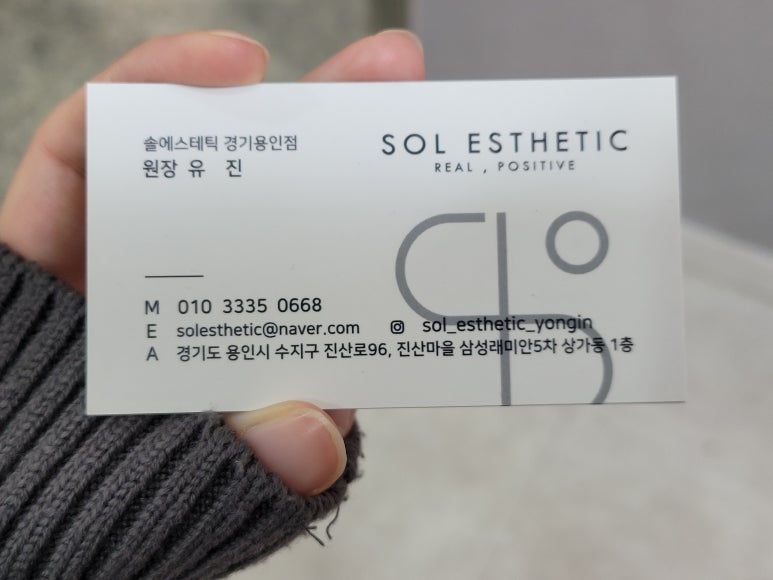 솔에스테틱 경기용인점
원장 유 진
SOL ESTHETIC
REAL , POSITIVE
M 010 3335 0668
E solesthetic@naver.com sol_esthetic_yongin
A 경기도 용인시 수지구 진산로96, 진산마을 삼성래미안5차 상가동 1층